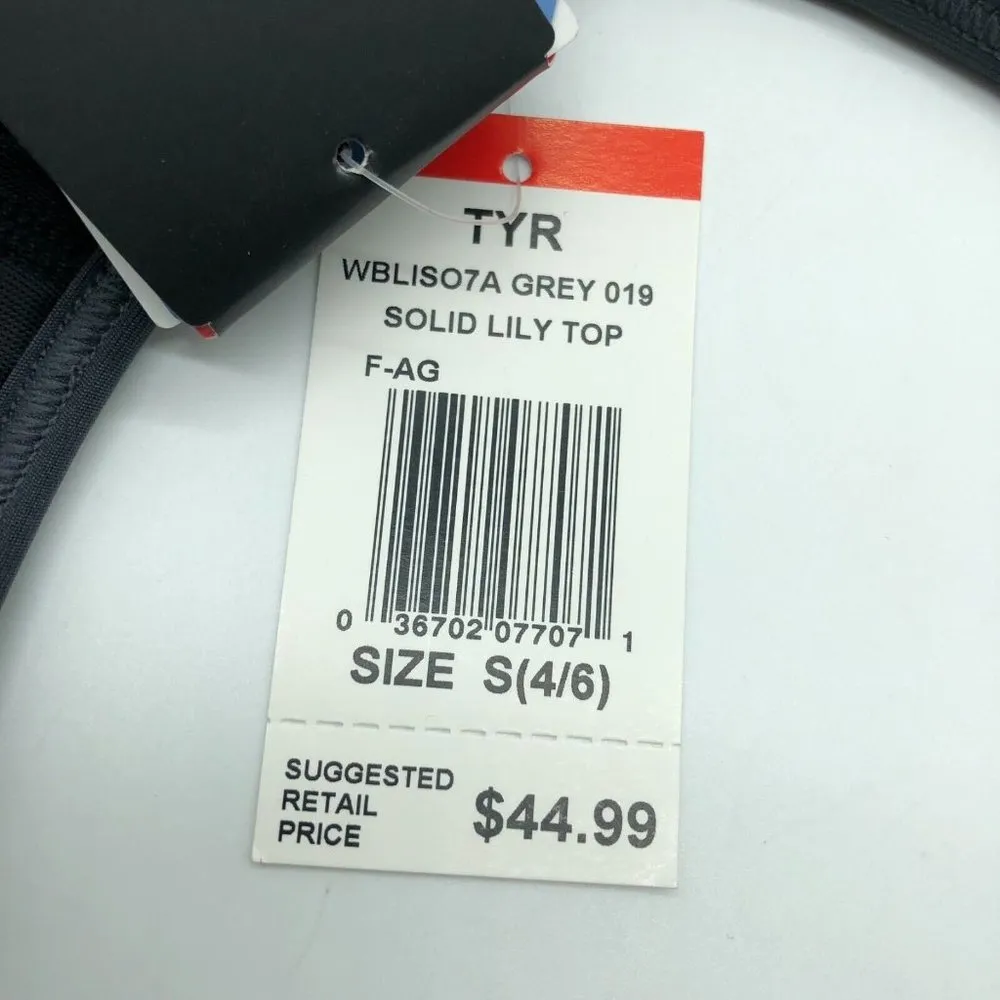 TYR
WBLISO7A GREY 019
SOLID LILY TOP
F-AG
0 36702 07707 1
SIZE S(4/6)
SUGGESTED
RETAIL
PRICE
$44.99